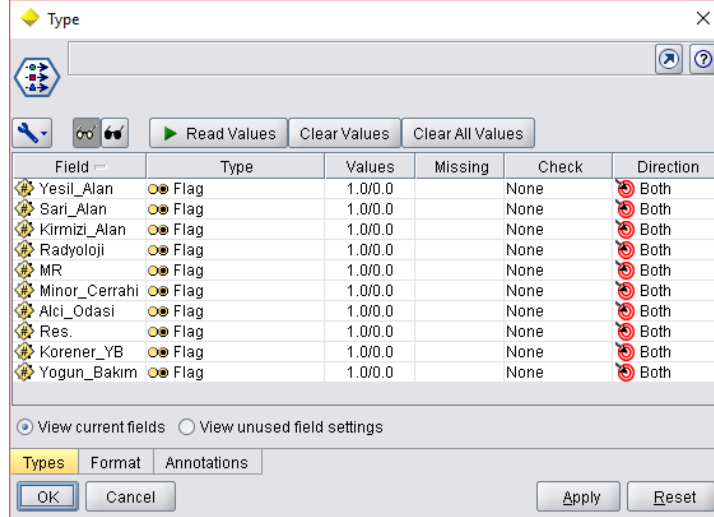 Type
Read Values Clear Values Clear All Values
Field Type Values Missing Check Direction
Yesil_Alan Flag 1.0/0.0 None Both
Sari_Alan Flag 1.0/0.0 None Both
Kirmizi_Alan Flag 1.0/0.0 None Both
Radyoloji Flag 1.0/0.0 None Both
MR Flag 1.0/0.0 None Both
Minor_Cerrahi Flag 1.0/0.0 None Both
Alci_Odasi Flag 1.0/0.0 None Both
Res. Flag 1.0/0.0 None Both
Korener_YB Flag 1.0/0.0 None Both
Yogun_Bakım Flag 1.0/0.0 None Both
View current fields View unused field settings
Types Format Annotations
OK Cancel Apply Reset